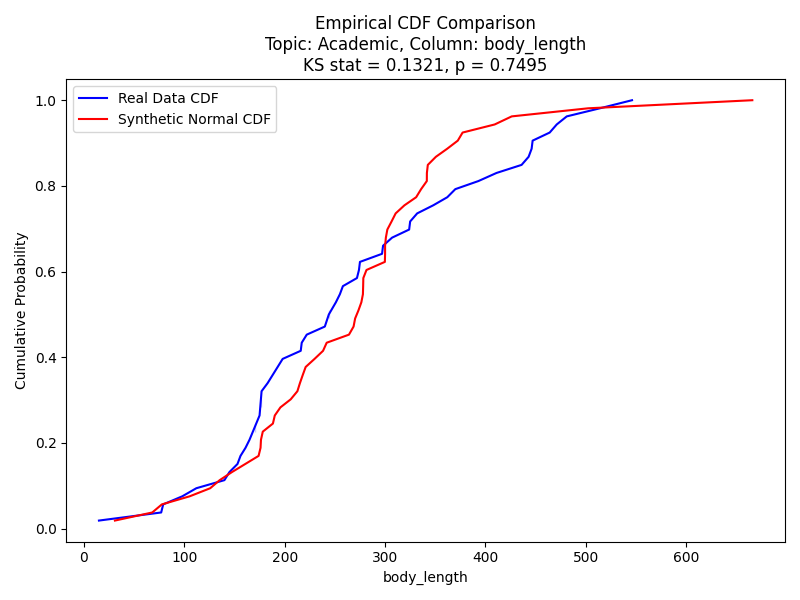 Empirical CDF Comparison
Topic: Academic, Column: body_length
KS stat = 0.1321, p = 0.7495
Real Data CDF
Synthetic Normal CDF
Cumulative Probability
1.0
0.8
0.6
0.4
0.2
0.0
0 100 200 300 400 500 600
body_length